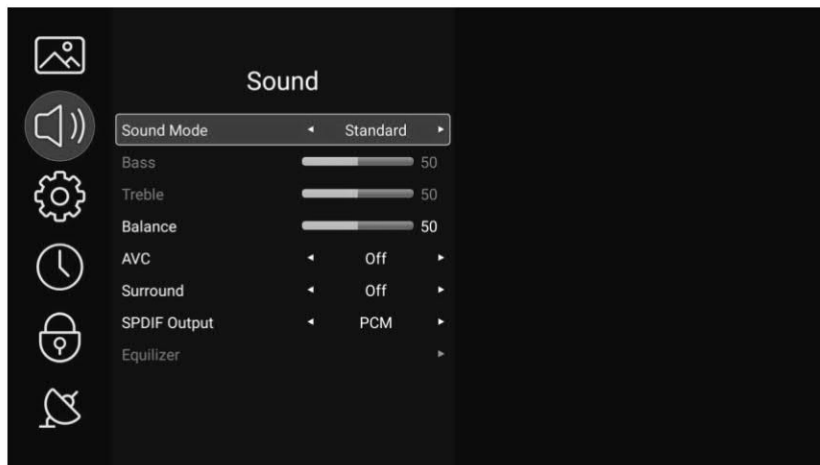 Sound
Sound Mode Standard
Bass 50
Treble 50
Balance 50
AVC Off
Surround Off
SPDIF Output PCM
Equilizer